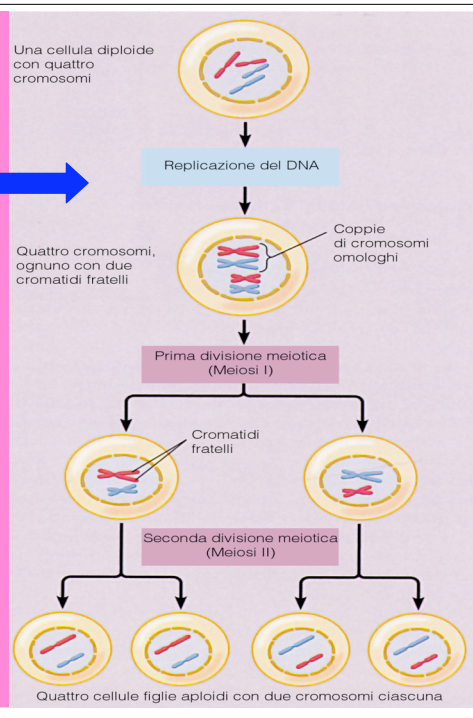 Una cellula diploide
con quattro
cromosomi
Replicazione del DNA
Quattro cromosomi,
ognuno con due
cromatidi fratelli
Coppie
di cromosomi
omologhi
Prima divisione meiotica
(Meiosi I)
Cromatidi
fratelli
Seconda divisione meiotica
(Meiosi II)
Quattro cellule figlie aploidi con due cromosomi ciascuna